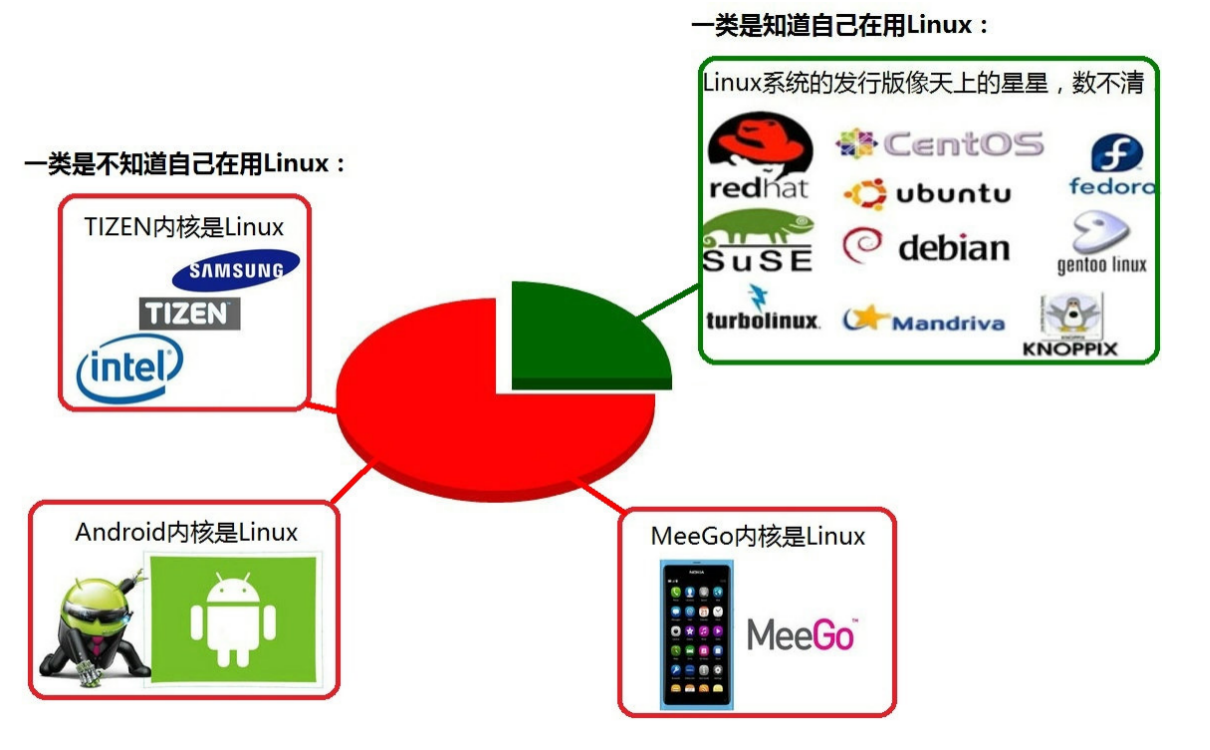 一类是知道自己在用Linux：
Linux系统的发行版像天上的星星，数不清
redhat
CentOS
fedora
ubuntu
SuSE
debian
gentoo linux
turbolinux
Mandriva
KNOPPIX
一类是不知道自己在用Linux：
TIZEN内核是Linux
SAMSUNG
TIZEN
intel
Android内核是Linux
MeeGo内核是Linux
NOKIA
MeeGo™